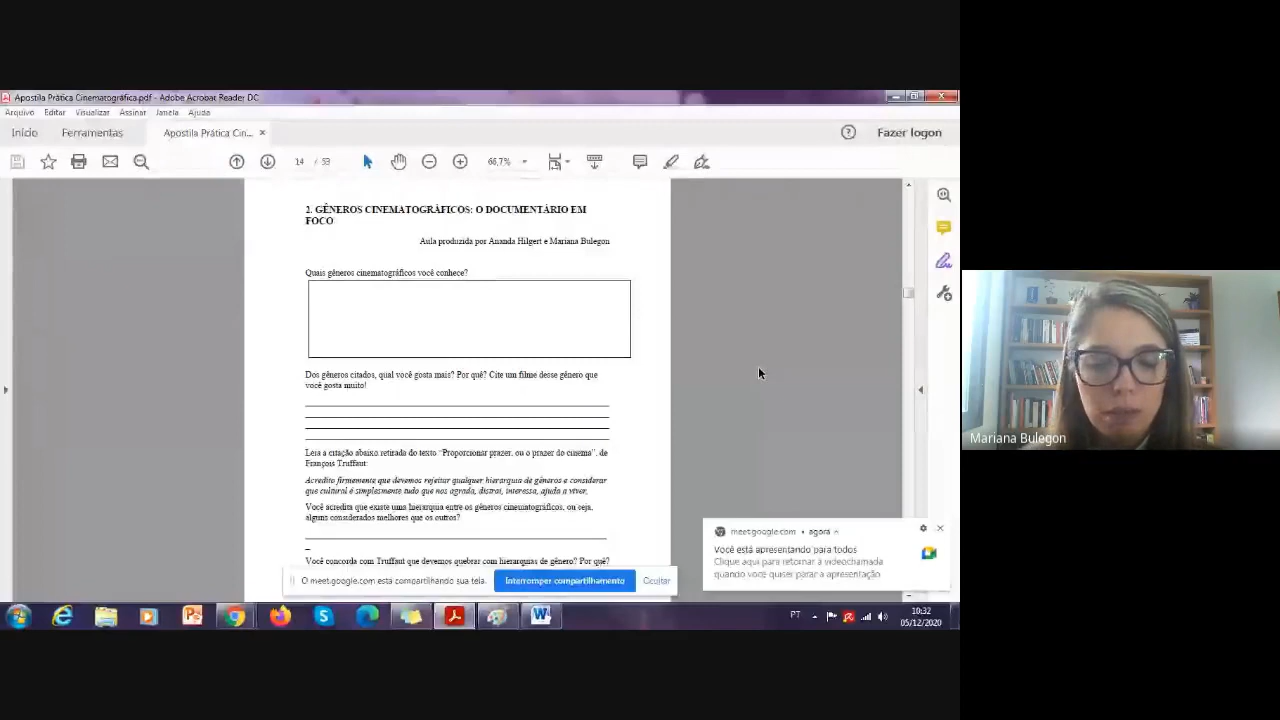 Apostila Prática Cinematográfica.pdf - Adobe Acrobat Reader DC
Arquivo Editar Visualizar Assinar Janela Ajuda
Início Ferramentas Apostila Prática Cin... × Fazer logon
14 / 53 66,7%
2. GÊNEROS CINEMATOGRÁFICOS: O DOCUMENTÁRIO EM
FOCO
Aula produzida por Ananda Hilgert e Mariana Bulegon
Quais gêneros cinematográficos você conhece?
Dos gêneros citados, qual você gosta mais? Por quê? Cite um filme desse gênero que
você gosta muito!
Leia a citação abaixo retirada do texto "Proporcionar prazer, ou o prazer do cinema", de
François Truffaut:
Acredito firmemente que devemos rejeitar qualquer hierarquia de gêneros e considerar
que cultural é simplesmente tudo que nos agrada, distrai, interessa, ajuda a viver.
Você acredita que existe uma hierarquia entre os gêneros cinematográficos, ou seja,
alguns considerados melhores que os outros?
Você concorda com Truffaut que devemos quebrar com hierarquias de gênero? Por quê?
meet.google.com • agora
Você está apresentando para todos
Clique aqui para retornar à videochamada
quando você quiser parar a apresentação
O meet.google.com está compartilhando sua tela. Interromper compartilhamento Ocultar
PT 10:32
05/12/2020
Mariana Bulegon